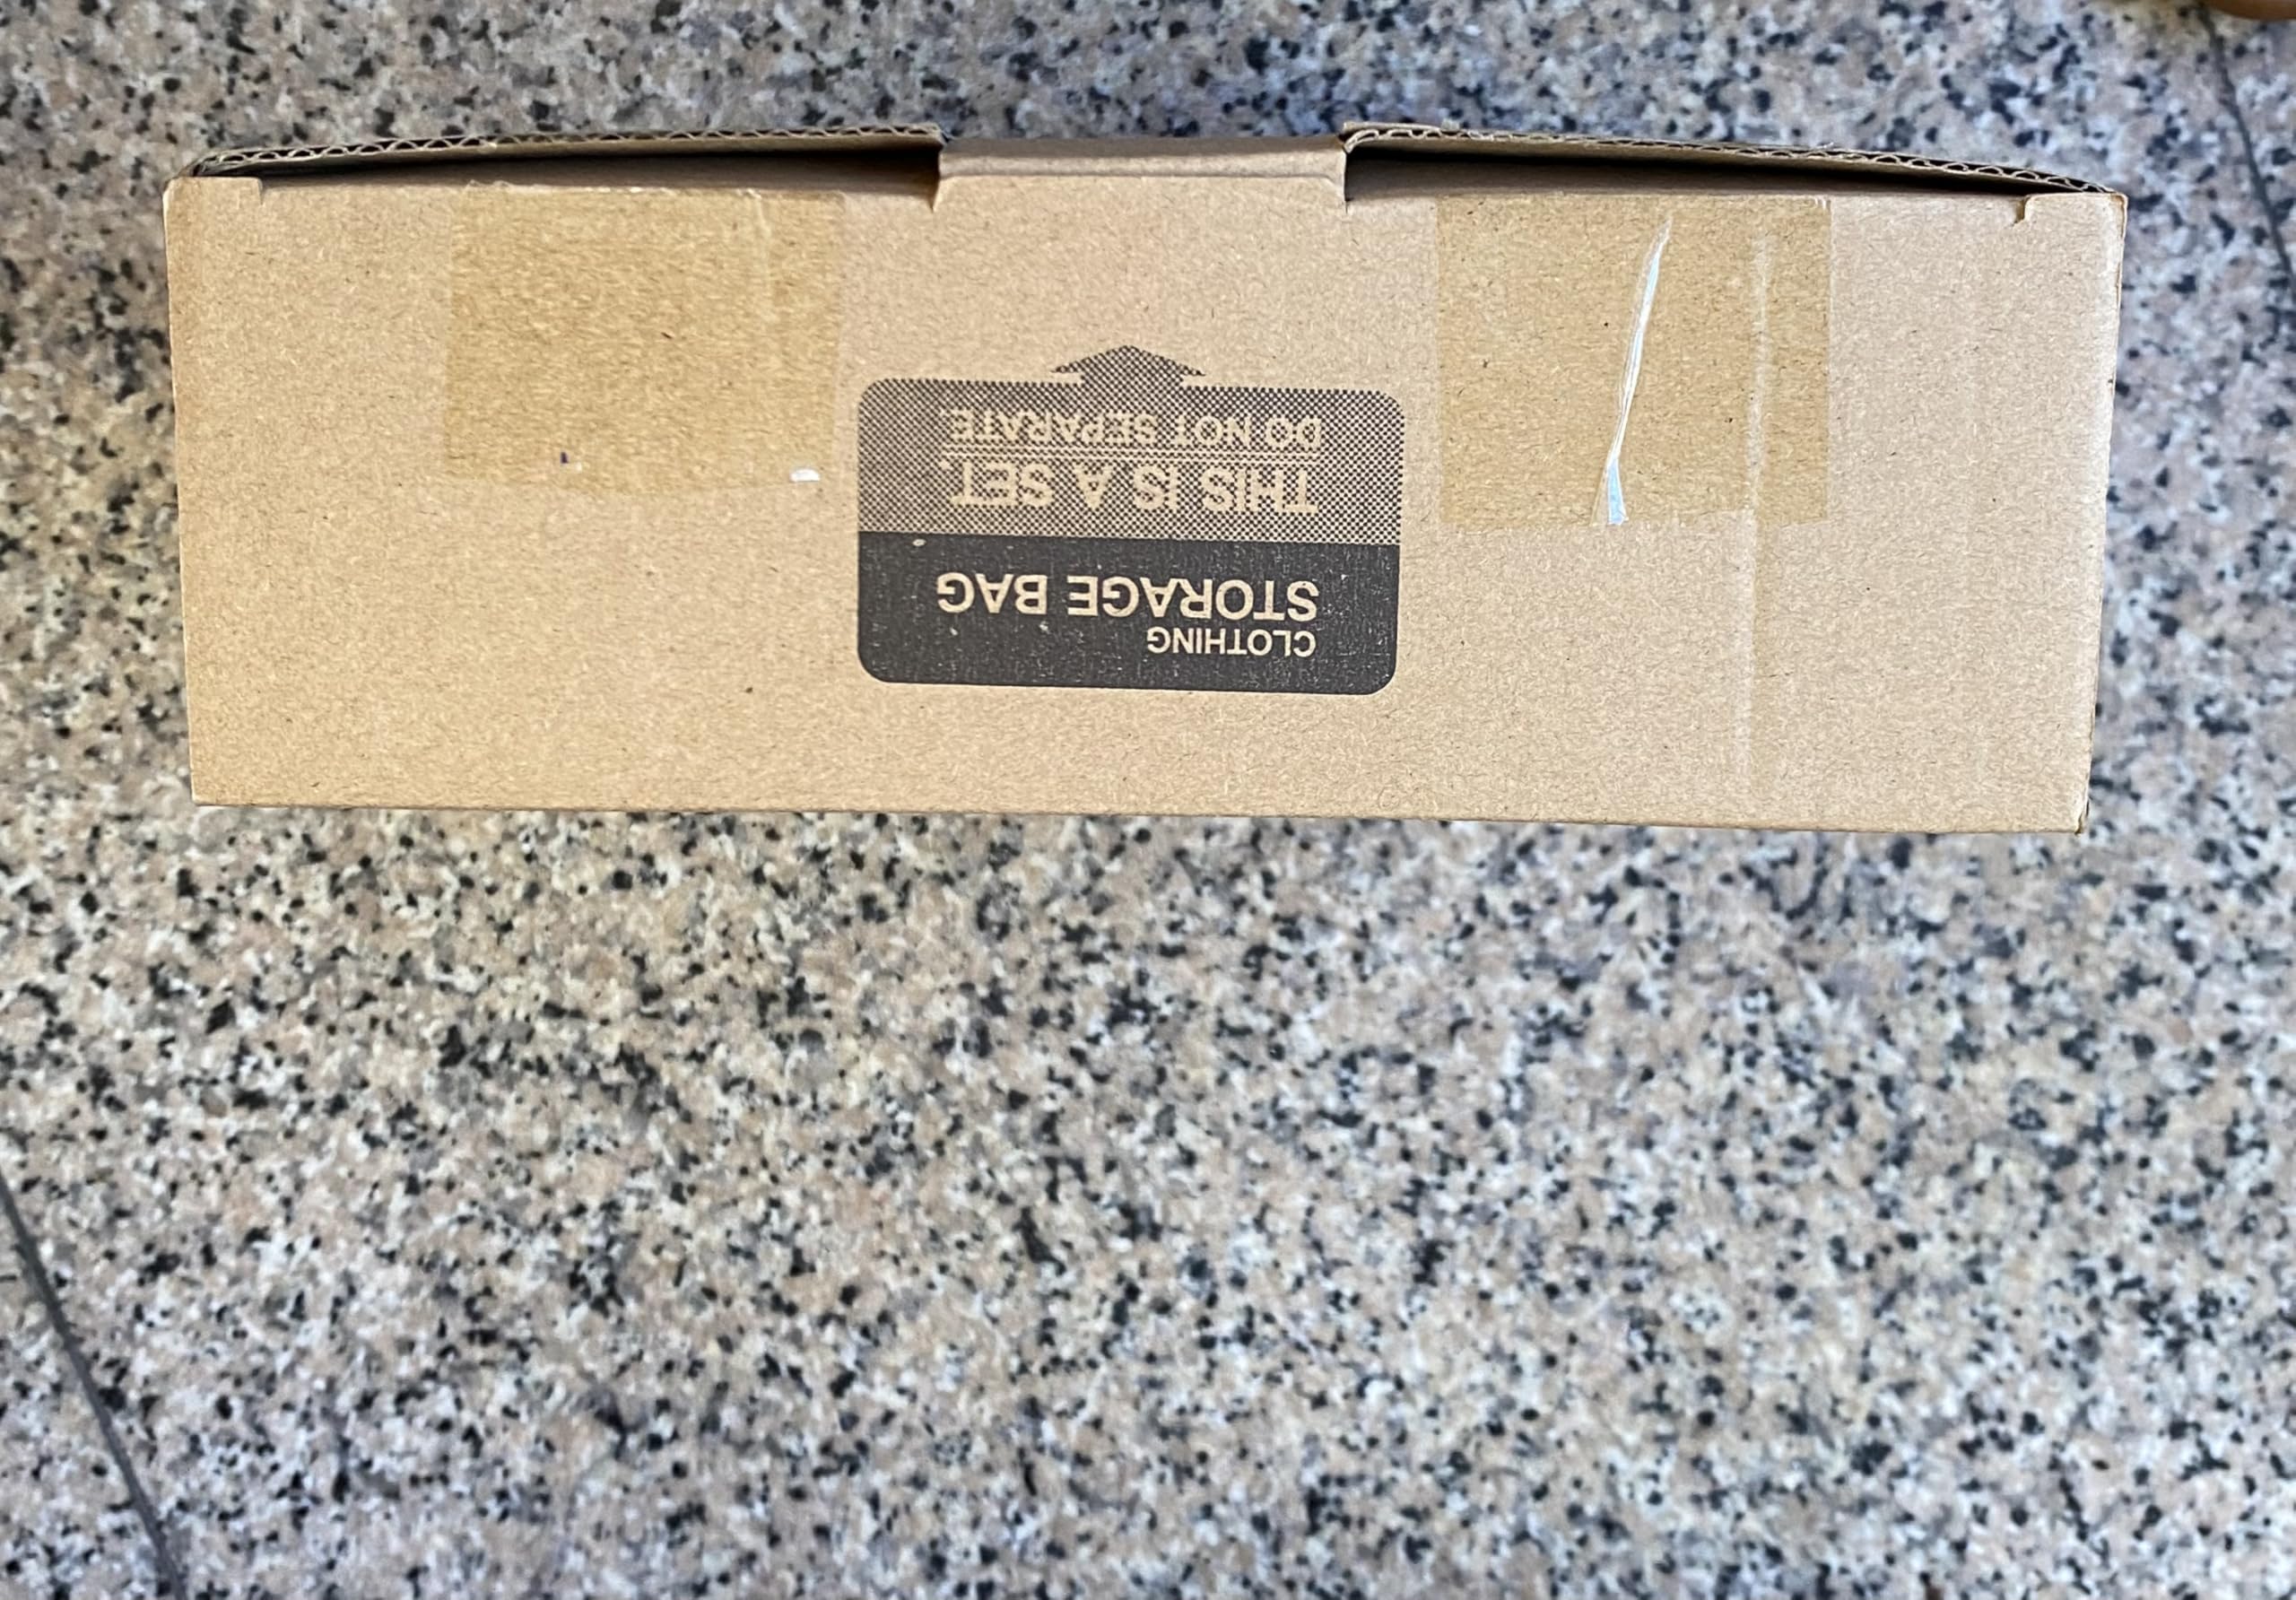 CLOTHING
STORAGE BAG
THIS IS A SET.
DO NOT SEPARATE